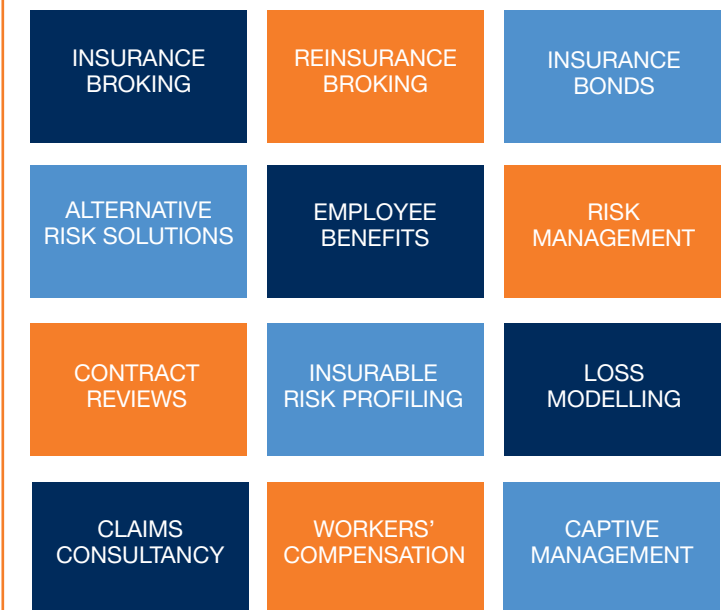 INSURANCE
BROKING
REINSURANCE
BROKING
INSURANCE
BONDS
ALTERNATIVE
RISK SOLUTIONS
EMPLOYEE
BENEFITS
RISK
MANAGEMENT
CONTRACT
REVIEWS
INSURABLE
RISK PROFILING
LOSS
MODELLING
CLAIMS
CONSULTANCY
WORKERS’
COMPENSATION
CAPTIVE
MANAGEMENT